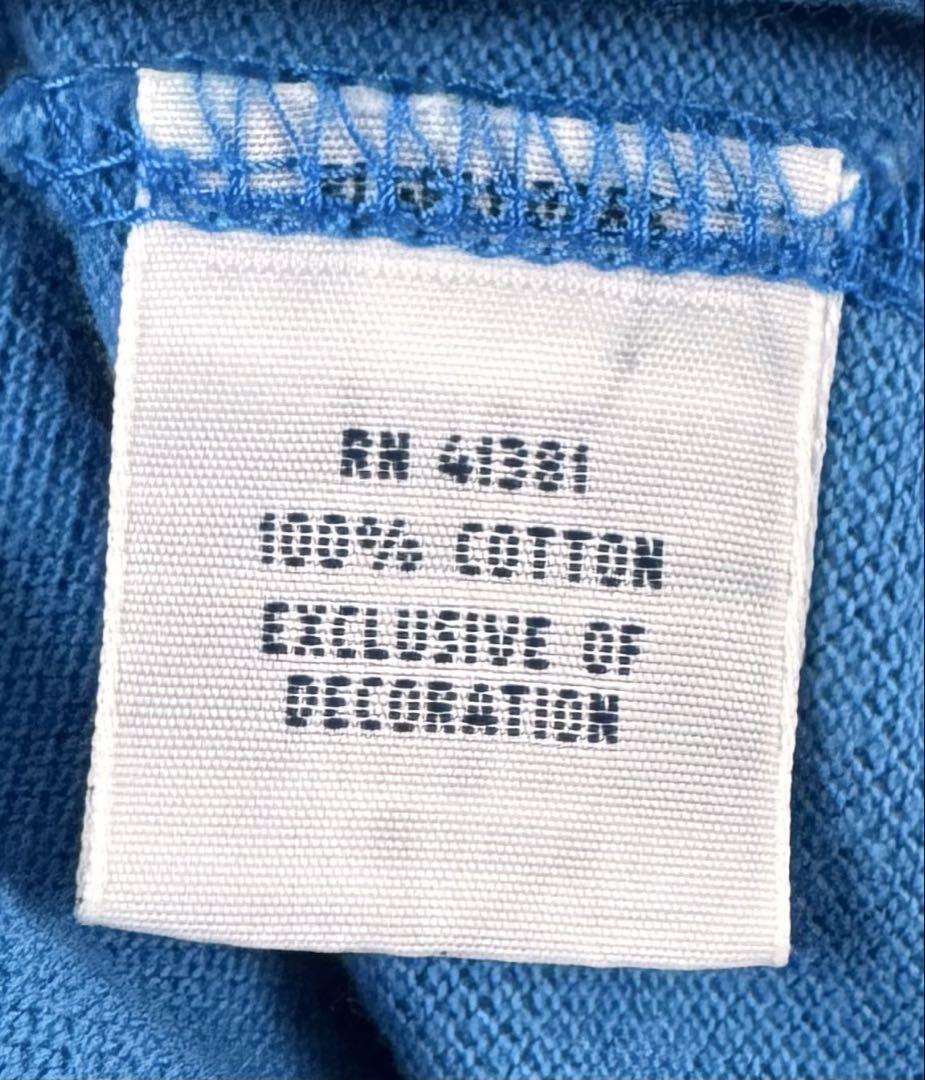 RN 41381
100% COTTON
EXCLUSIVE OF
DECORATION